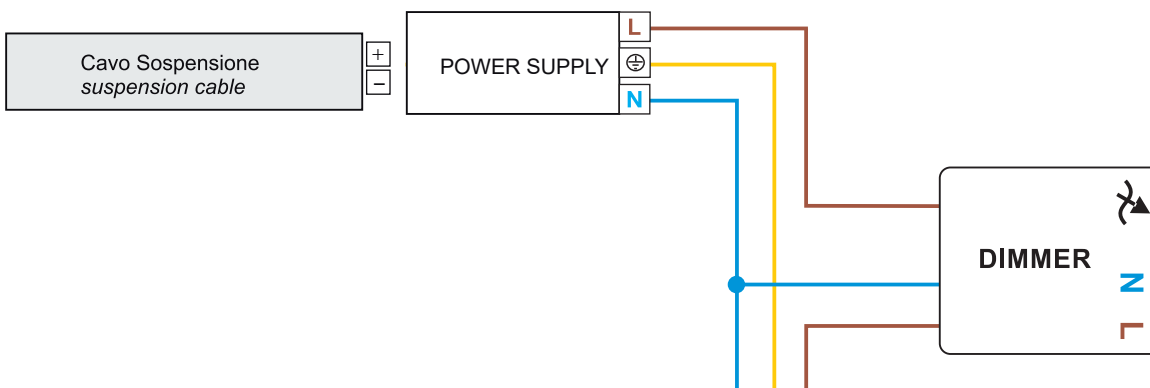 Cavo Sospensione
suspension cable
+
−
POWER SUPPLY
L
N
DIMMER
N
L